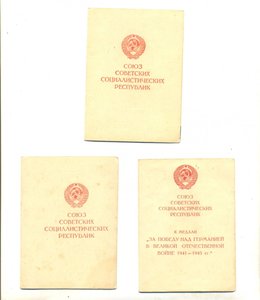 СОЮЗ
СОВЕТСКИХ
СОЦИАЛИСТИЧЕСКИХ
РЕСПУБЛИК
СОЮЗ
СОВЕТСКИХ
СОЦИАЛИСТИЧЕСКИХ
РЕСПУБЛИК
СОЮЗ
СОВЕТСКИХ
СОЦИАЛИСТИЧЕСКИХ
РЕСПУБЛИК
К МЕДАЛИ
„ЗА ПОБЕДУ НАД ГЕРМАНИЕЙ
В ВЕЛИКОЙ ОТЕЧЕСТВЕННОЙ
ВОЙНЕ 1941—1945 гг."